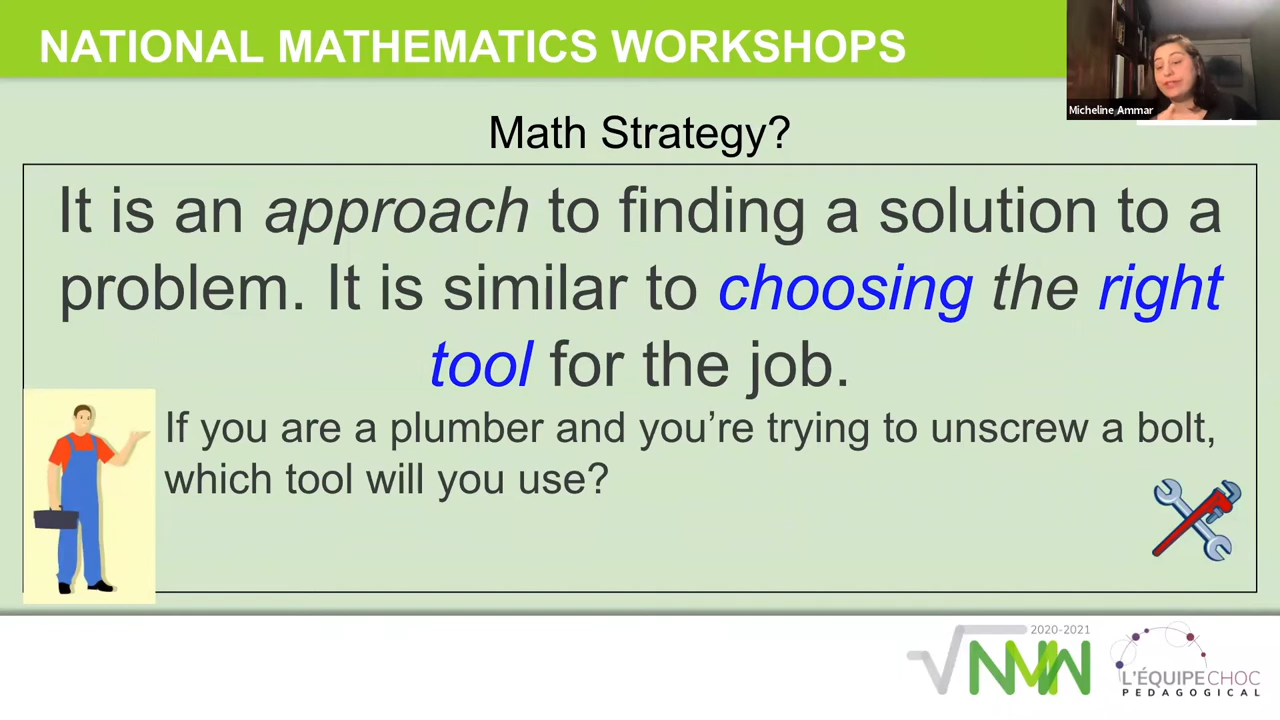 NATIONAL MATHEMATICS WORKSHOPS
Micheline Ammar
Math Strategy?
It is an approach to finding a solution to a
problem. It is similar to choosing the right
tool for the job.
If you are a plumber and you’re trying to unscrew a bolt,
which tool will you use?
2020-2021
√NMW
L'ÉQUIPECHOC
PEDAGOGICAL